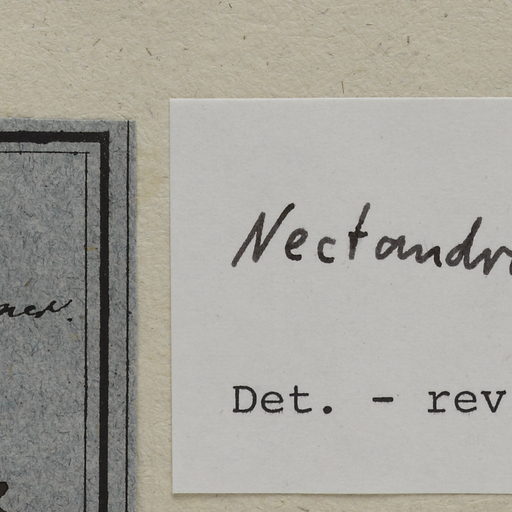 Nectandr
Det. - rev